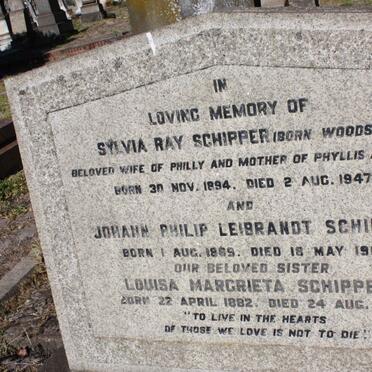 IN
LOVING MEMORY OF
SYLVIA RAY SCHIPPER (BORN WOODS
BELOVED WIFE OF PHILLY AND MOTHER OF PHYLLIS
BORN 30 NOV. 1894. DIED 2 AUG. 1947
AND
JOHANN PHILIP LEIBRANDT SCHI
BORN 1 AUG. 1889. DIED 16 MAY 19
OUR BELOVED SISTER
LOUISA MARGRIETA SCHIPPE
BORN 22 APRIL 1882. DIED 24 AUG.
"TO LIVE IN THE HEARTS
OF THOSE WE LOVE IS NOT TO DIE"